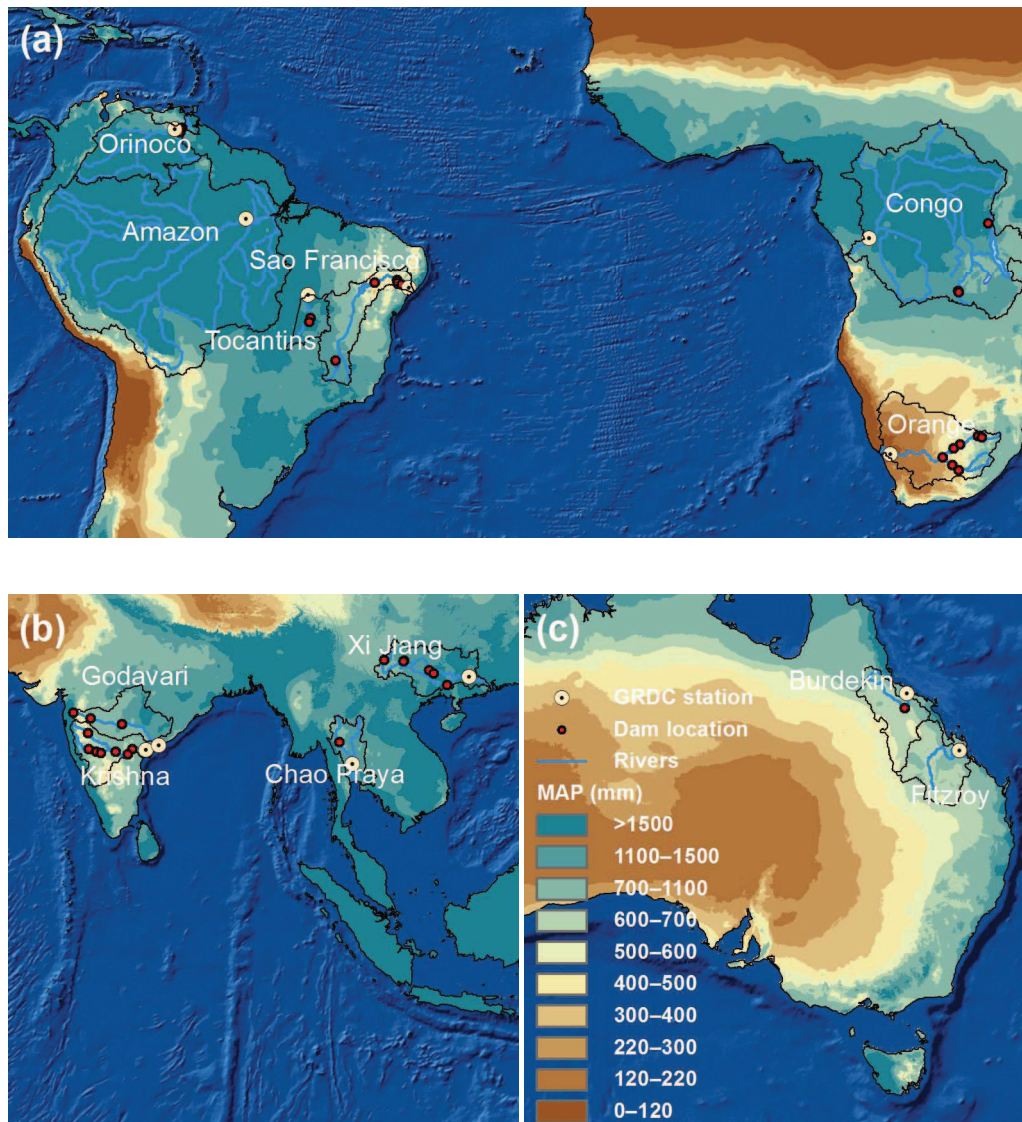 (a)
Orinoco
Amazon
Sao Francisco
Tocantins
Congo
Orange
(b)
Godavari
Krishna
Xi Jiang
Chao Praya
(c)
Burdekin
Fitzroy
GRDC station
Dam location
Rivers
MAP (mm)
>1500
1100–1500
700–1100
600–700
500–600
400–500
300–400
220–300
120–220
0–120